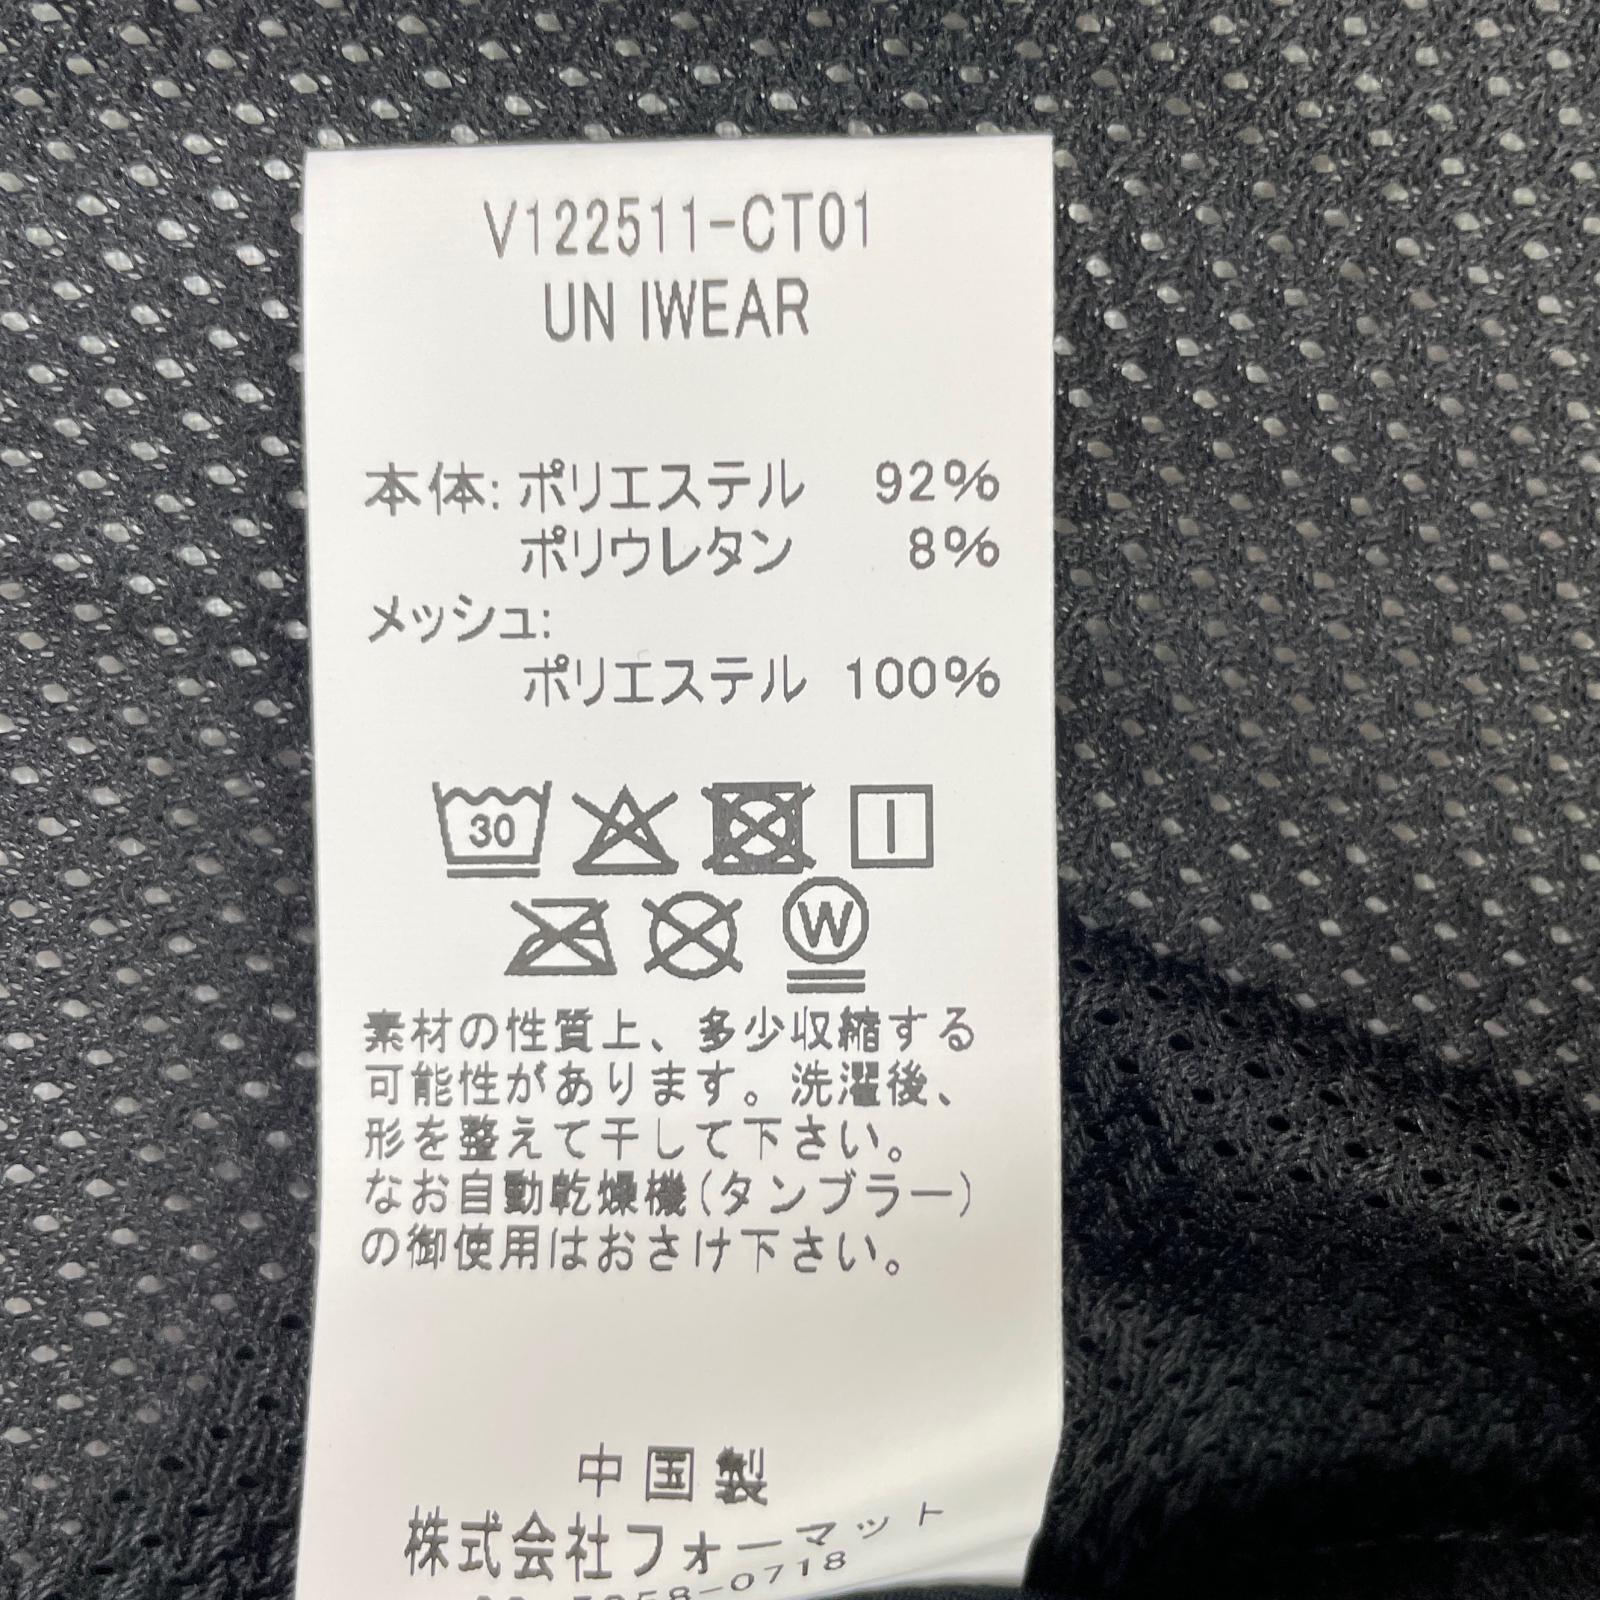 V122511-CT01
UN IWEAR
本体: ポリエステル 92%
ポリウレタン 8%
メッシュ:
ポリエステル 100%
30
W
素材の性質上、多少収縮する
可能性があります。洗濯後、
形を整えて干して下さい。
なお自動乾燥機(タンブラー)
の御使用はおさけ下さい。
中国製
株式会社フォーマット
-0718